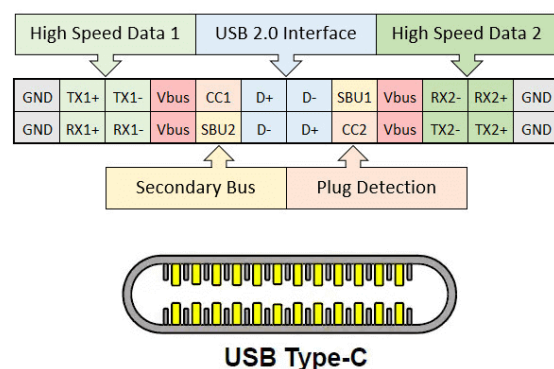 High Speed Data 1 USB 2.0 Interface High Speed Data 2
GND TX1+ TX1- Vbus CC1 D+ D- SBU1 Vbus RX2- RX2+ GND
GND RX1+ RX1- Vbus SBU2 D- D+ CC2 Vbus TX2- TX2+ GND
Secondary Bus Plug Detection
USB Type-C